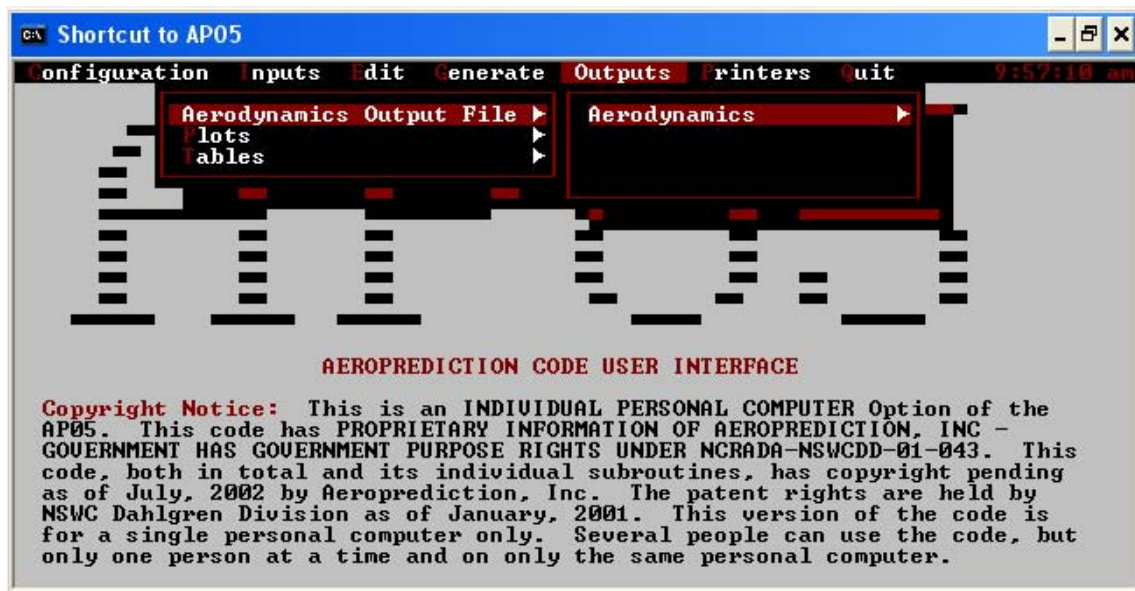 Shortcut to AP05
Configuration Inputs Edit Generate Outputs Printers Quit 9:57:10 am
Aerodynamics Output File Aerodynamics
Plots
Tables
AEROPREDICTION CODE USER INTERFACE
Copyright Notice: This is an INDIVIDUAL PERSONAL COMPUTER Option of the
AP05. This code has PROPRIETARY INFORMATION OF AEROPREDICTION, INC -
GOVERNMENT HAS GOVERNMENT PURPOSE RIGHTS UNDER NCRADA-NSWCDD-01-043. This
code, both in total and its individual subroutines, has copyright pending
as of July, 2002 by Aeroprediction, Inc. The patent rights are held by
NSWC Dahlgren Division as of January, 2001. This version of the code is
for a single personal computer only. Several people can use the code, but
only one person at a time and on only the same personal computer.